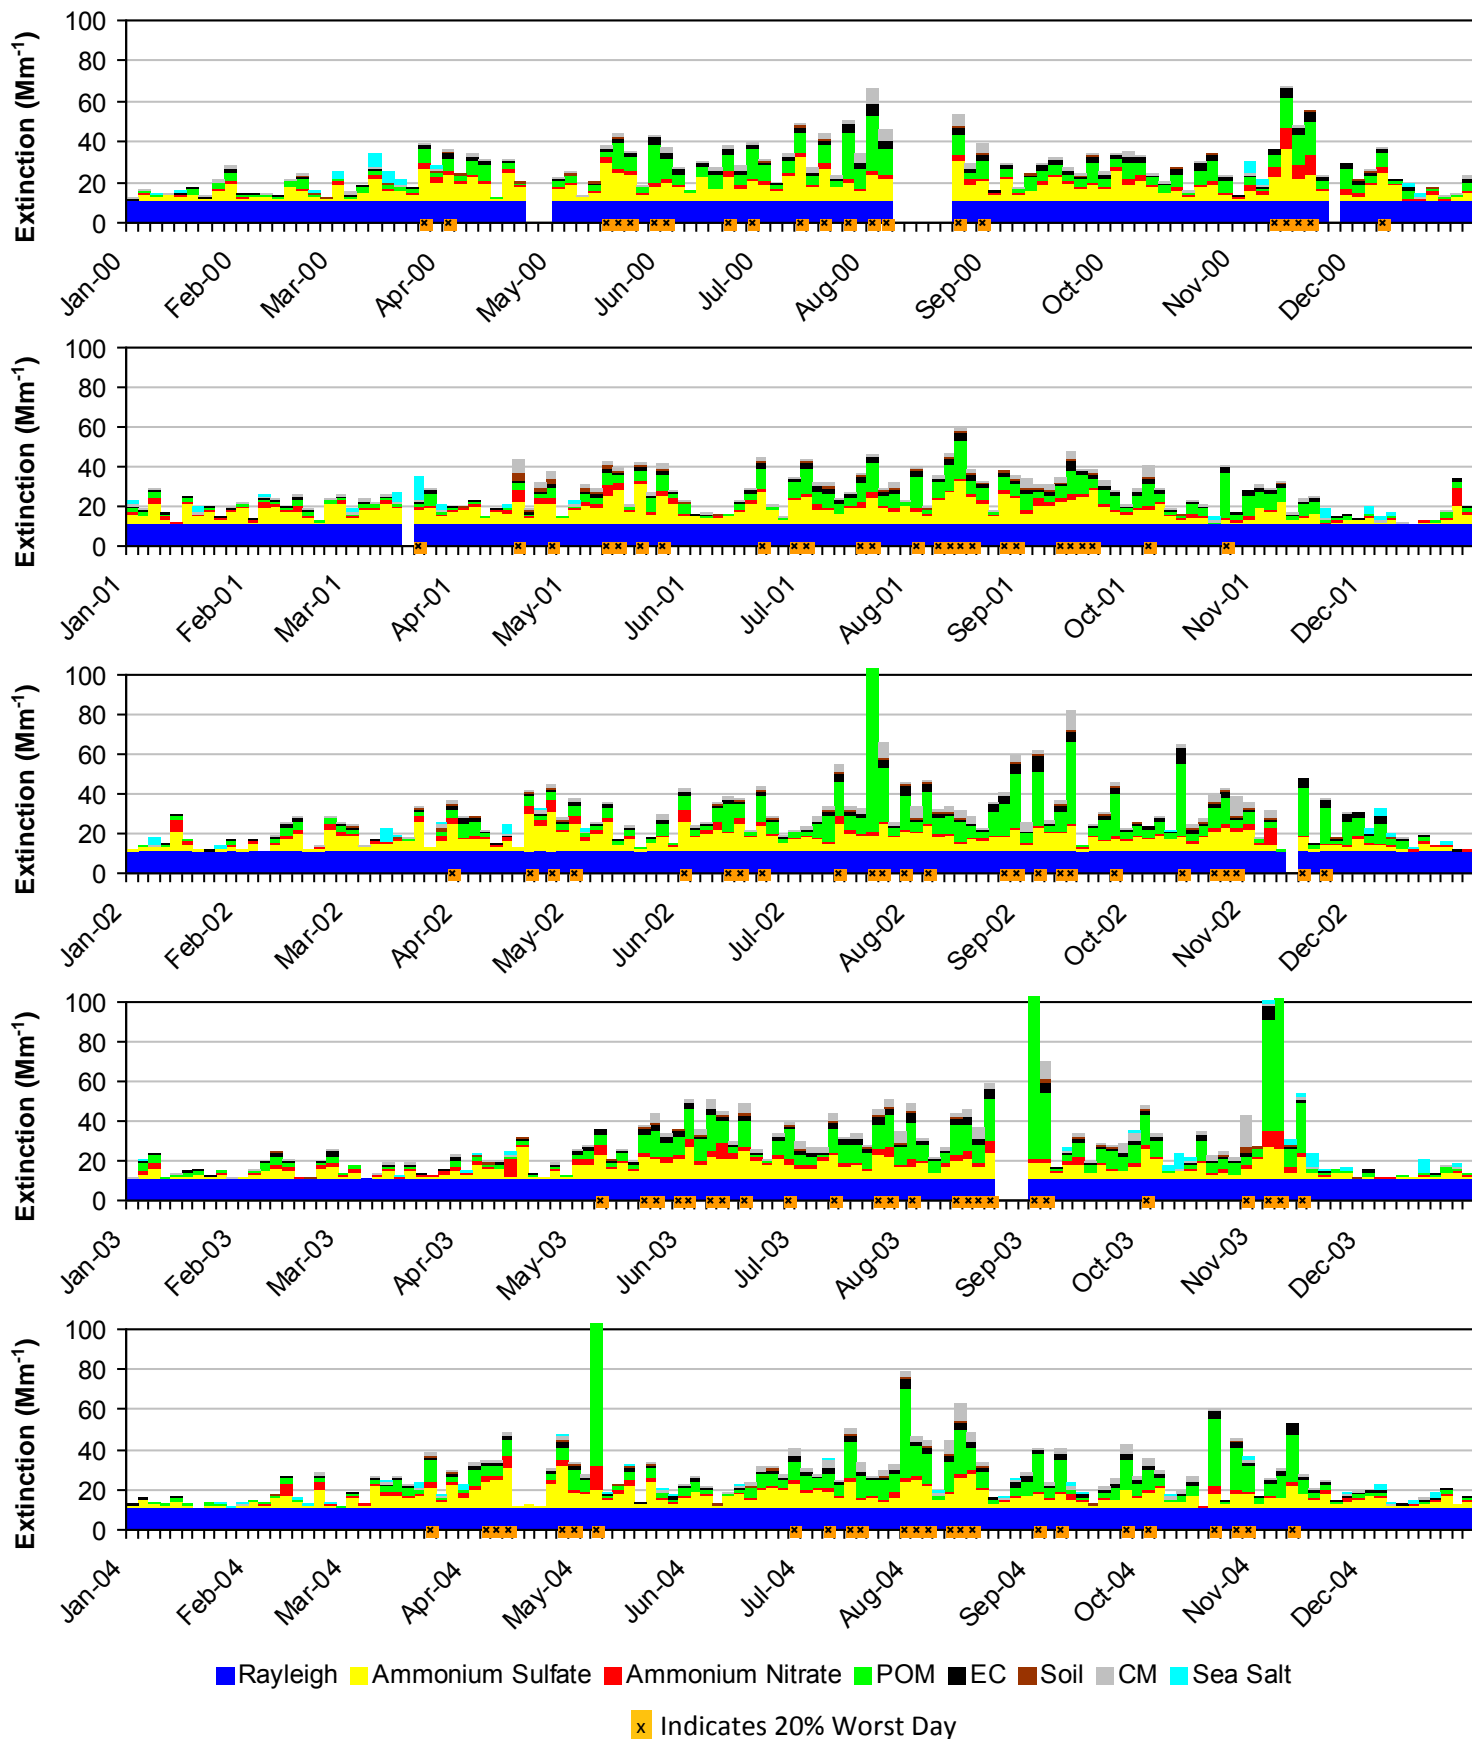 Extinction (Mm-1)
100
80
60
40
20
0
Jan-00 Feb-00 Mar-00 Apr-00 May-00 Jun-00 Jul-00 Aug-00 Sep-00 Oct-00 Nov-00 Dec-00
Extinction (Mm-1)
100
80
60
40
20
0
Jan-01 Feb-01 Mar-01 Apr-01 May-01 Jun-01 Jul-01 Aug-01 Sep-01 Oct-01 Nov-01 Dec-01
Extinction (Mm-1)
100
80
60
40
20
0
Jan-02 Feb-02 Mar-02 Apr-02 May-02 Jun-02 Jul-02 Aug-02 Sep-02 Oct-02 Nov-02 Dec-02
Extinction (Mm-1)
100
80
60
40
20
0
Jan-03 Feb-03 Mar-03 Apr-03 May-03 Jun-03 Jul-03 Aug-03 Sep-03 Oct-03 Nov-03 Dec-03
Extinction (Mm-1)
100
80
60
40
20
0
Jan-04 Feb-04 Mar-04 Apr-04 May-04 Jun-04 Jul-04 Aug-04 Sep-04 Oct-04 Nov-04 Dec-04
Rayleigh Ammonium Sulfate Ammonium Nitrate POM EC Soil CM Sea Salt
x Indicates 20% Worst Day